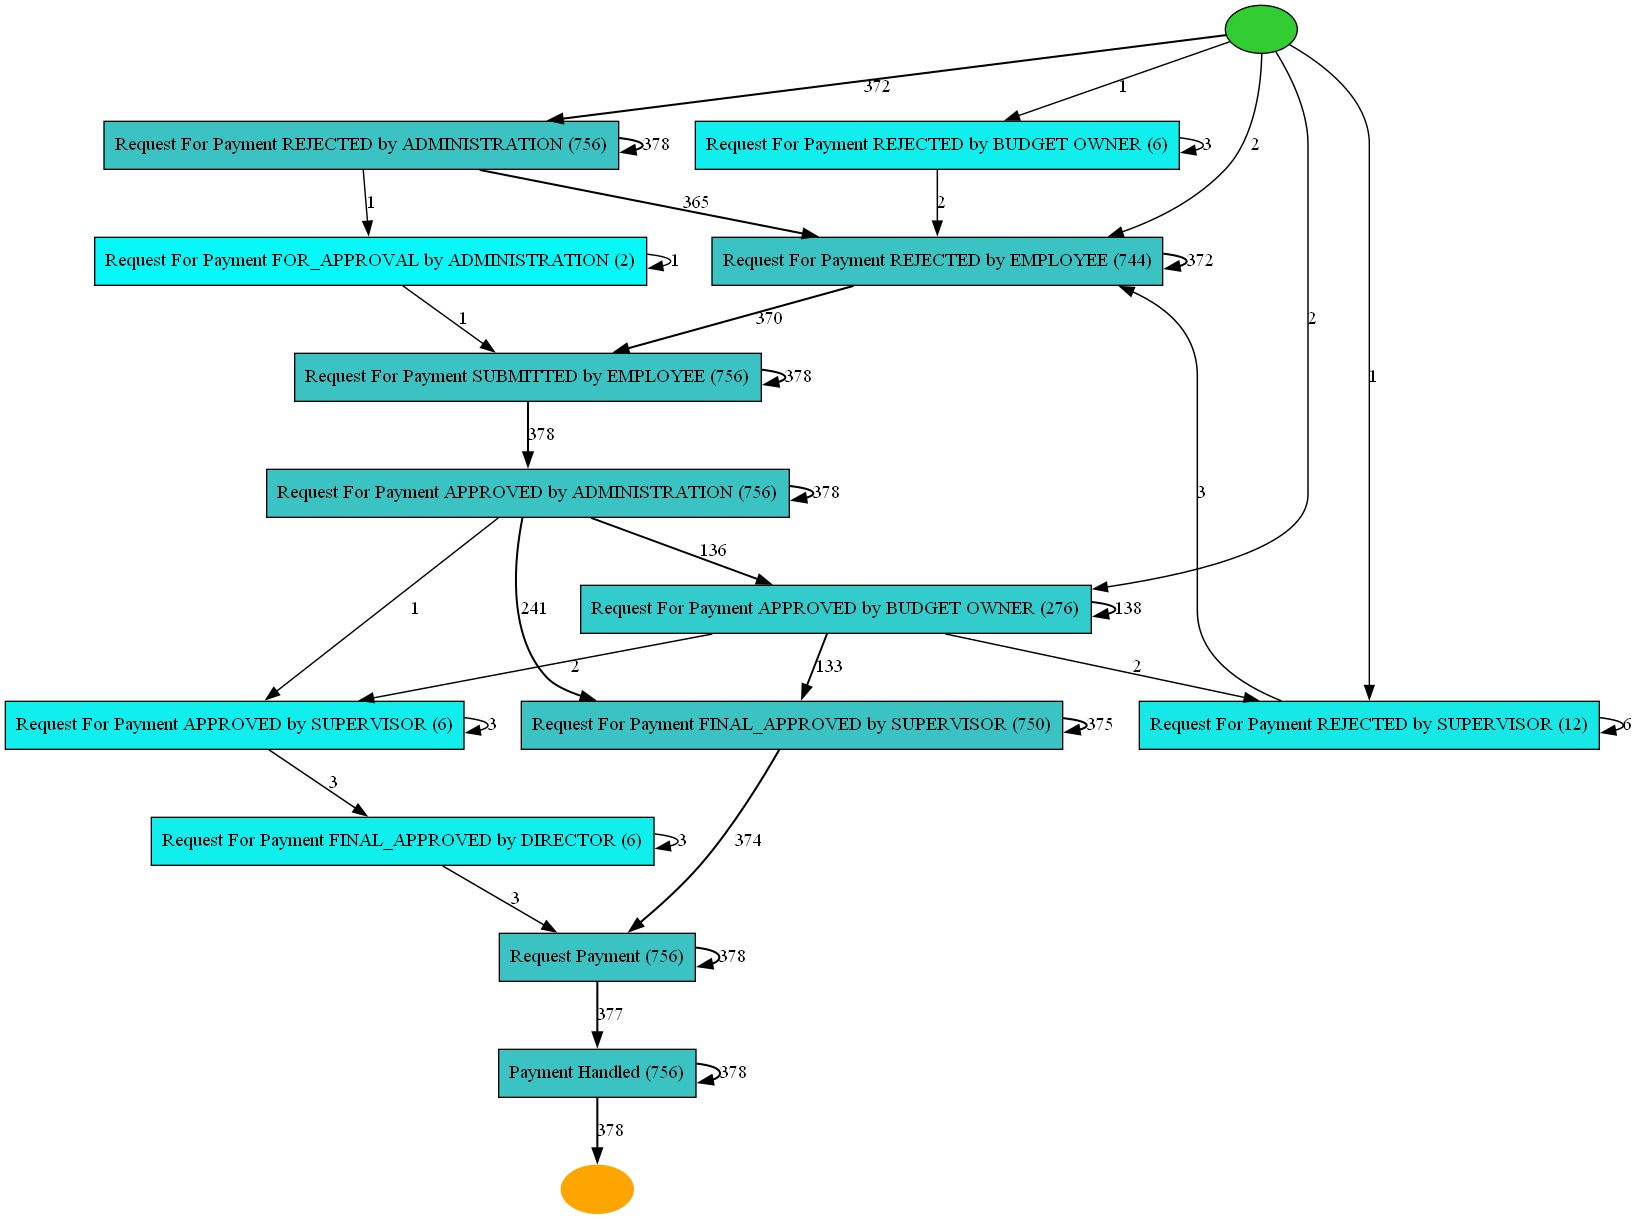 372
1
2
2
1
Request For Payment REJECTED by ADMINISTRATION (756)
378
Request For Payment REJECTED by BUDGET OWNER (6)
3
1
365
2
Request For Payment FOR_APPROVAL by ADMINISTRATION (2)
1
Request For Payment REJECTED by EMPLOYEE (744)
372
1
370
Request For Payment SUBMITTED by EMPLOYEE (756)
378
378
3
Request For Payment APPROVED by ADMINISTRATION (756)
378
136
1
241
Request For Payment APPROVED by BUDGET OWNER (276)
138
2
133
2
Request For Payment APPROVED by SUPERVISOR (6)
3
Request For Payment FINAL_APPROVED by SUPERVISOR (750)
375
Request For Payment REJECTED by SUPERVISOR (12)
6
3
374
Request For Payment FINAL_APPROVED by DIRECTOR (6)
3
3
Request Payment (756)
378
377
Payment Handled (756)
378
378